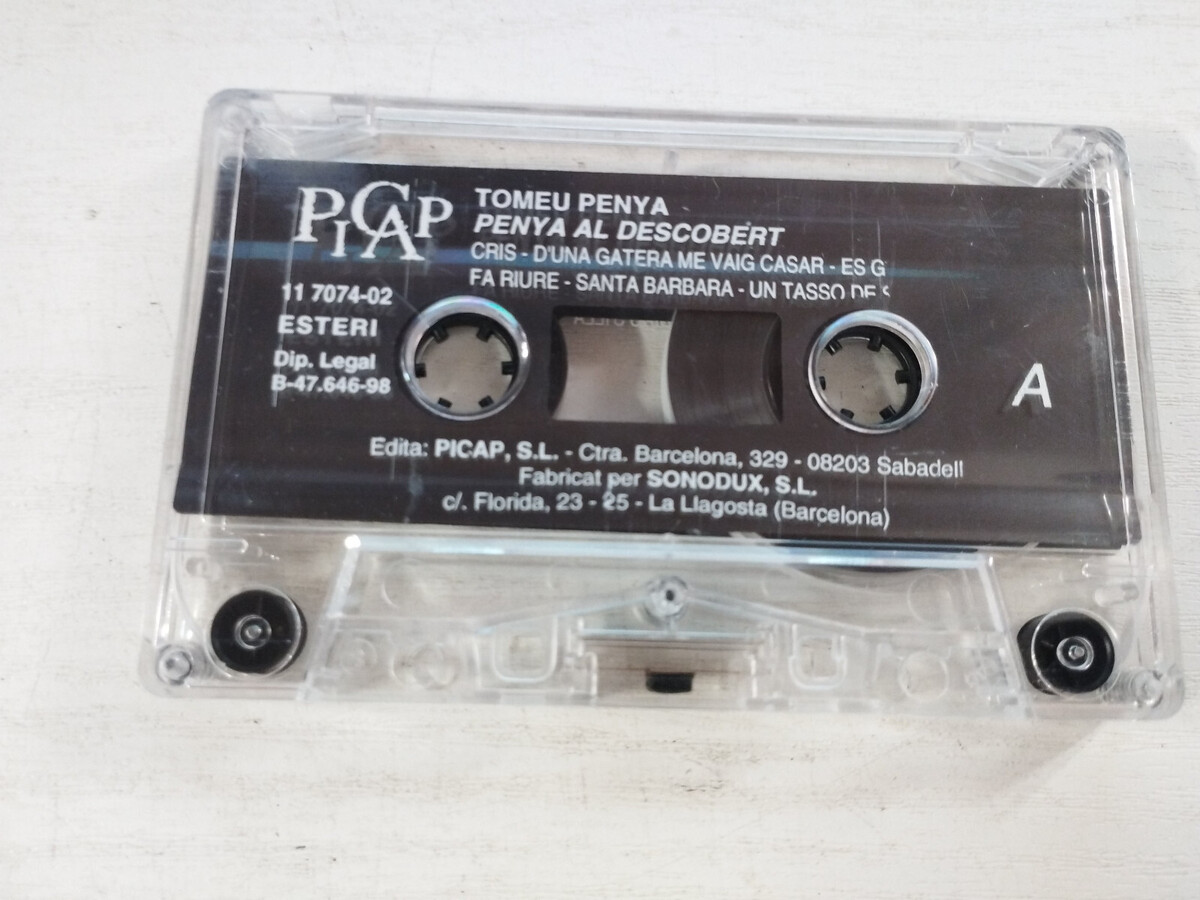 PICAP
TOMEU PENYA
PENYA AL DESCOBERT
CRIS - D'UNA GATERA ME VAIG CASAR - ES G
FA RIURE - SANTA BARBARA - UN TASSO DE S
11 7074-02
ESTERI
Dip. Legal
B-47.646-98
A
Edita: PICAP, S.L. - Ctra. Barcelona, 329 - 08203 Sabadell
Fabricat per SONODUX, S.L.
c/. Florida, 23 - 25 - La Llagosta (Barcelona)